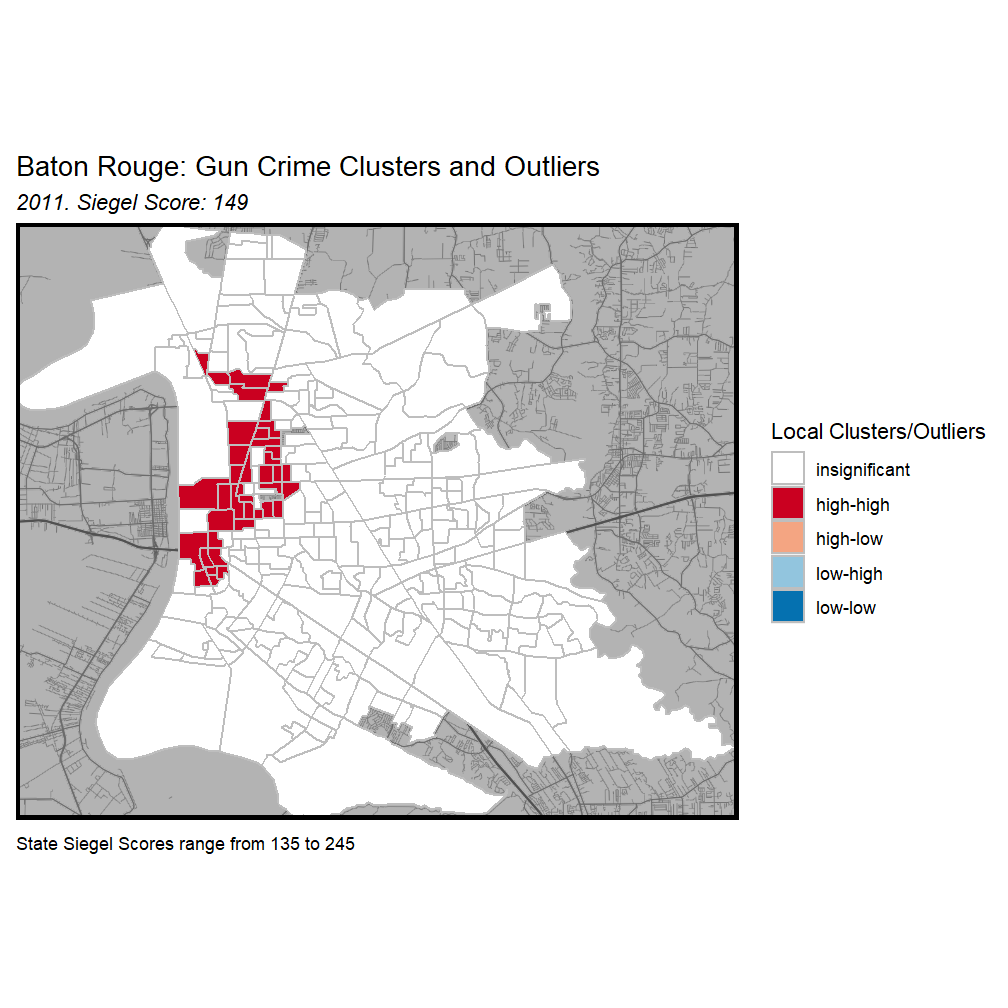 Baton Rouge: Gun Crime Clusters and Outliers
2011. Siegel Score: 149
Local Clusters/Outliers
insignificant
high-high
high-low
low-high
low-low
State Siegel Scores range from 135 to 245